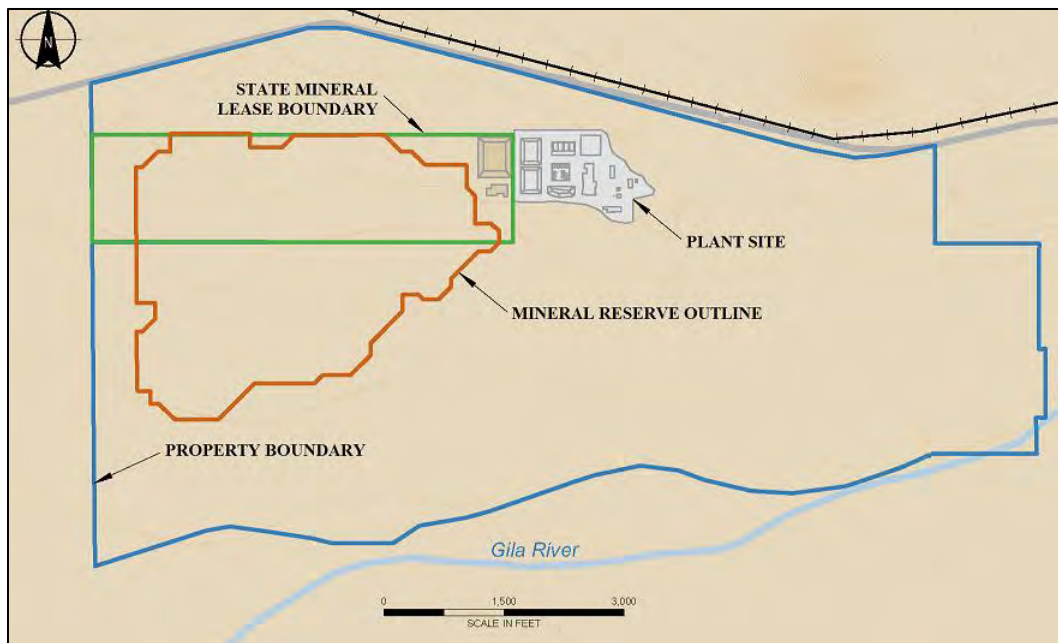 N
STATE MINERAL
LEASE BOUNDARY
PLANT SITE
MINERAL RESERVE OUTLINE
PROPERTY BOUNDARY
Gila River
0 1,500 3,000
SCALE IN FEET